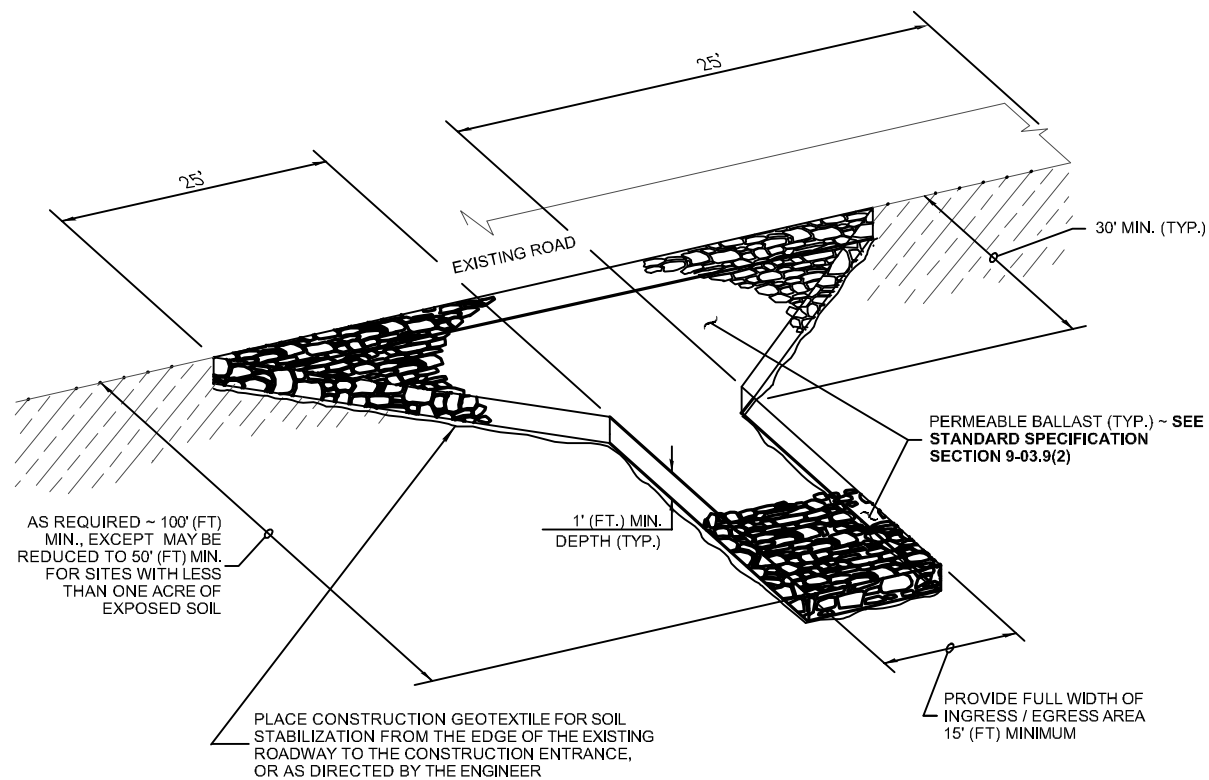 25'
25'
EXISTING ROAD
30' MIN. (TYP.)
PERMEABLE BALLAST (TYP.) ~ SEE
STANDARD SPECIFICATION
SECTION 9-03.9(2)
AS REQUIRED ~ 100' (FT)
MIN., EXCEPT MAY BE
REDUCED TO 50' (FT) MIN.
FOR SITES WITH LESS
THAN ONE ACRE OF
EXPOSED SOIL
1' (FT.) MIN.
DEPTH (TYP.)
PLACE CONSTRUCTION GEOTEXTILE FOR SOIL
STABILIZATION FROM THE EDGE OF THE EXISTING
ROADWAY TO THE CONSTRUCTION ENTRANCE,
OR AS DIRECTED BY THE ENGINEER
PROVIDE FULL WIDTH OF
INGRESS / EGRESS AREA
15' (FT) MINIMUM